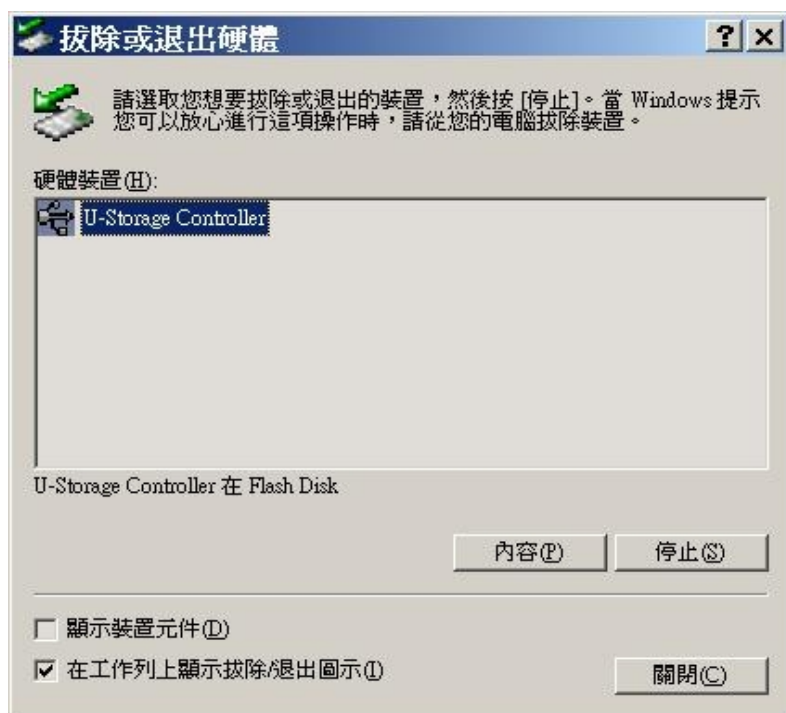 拔除或退出硬體
請選取您想要拔除或退出的裝置，然後按 [停止]。當 Windows 提示
您可以放心進行這項操作時，請從您的電腦拔除裝置。
硬體裝置(H):
U-Storage Controller
U-Storage Controller 在 Flash Disk
內容(P) 停止(S)
顯示裝置元件(D)
在工作列上顯示拔除/退出圖示(I)
關閉(C)